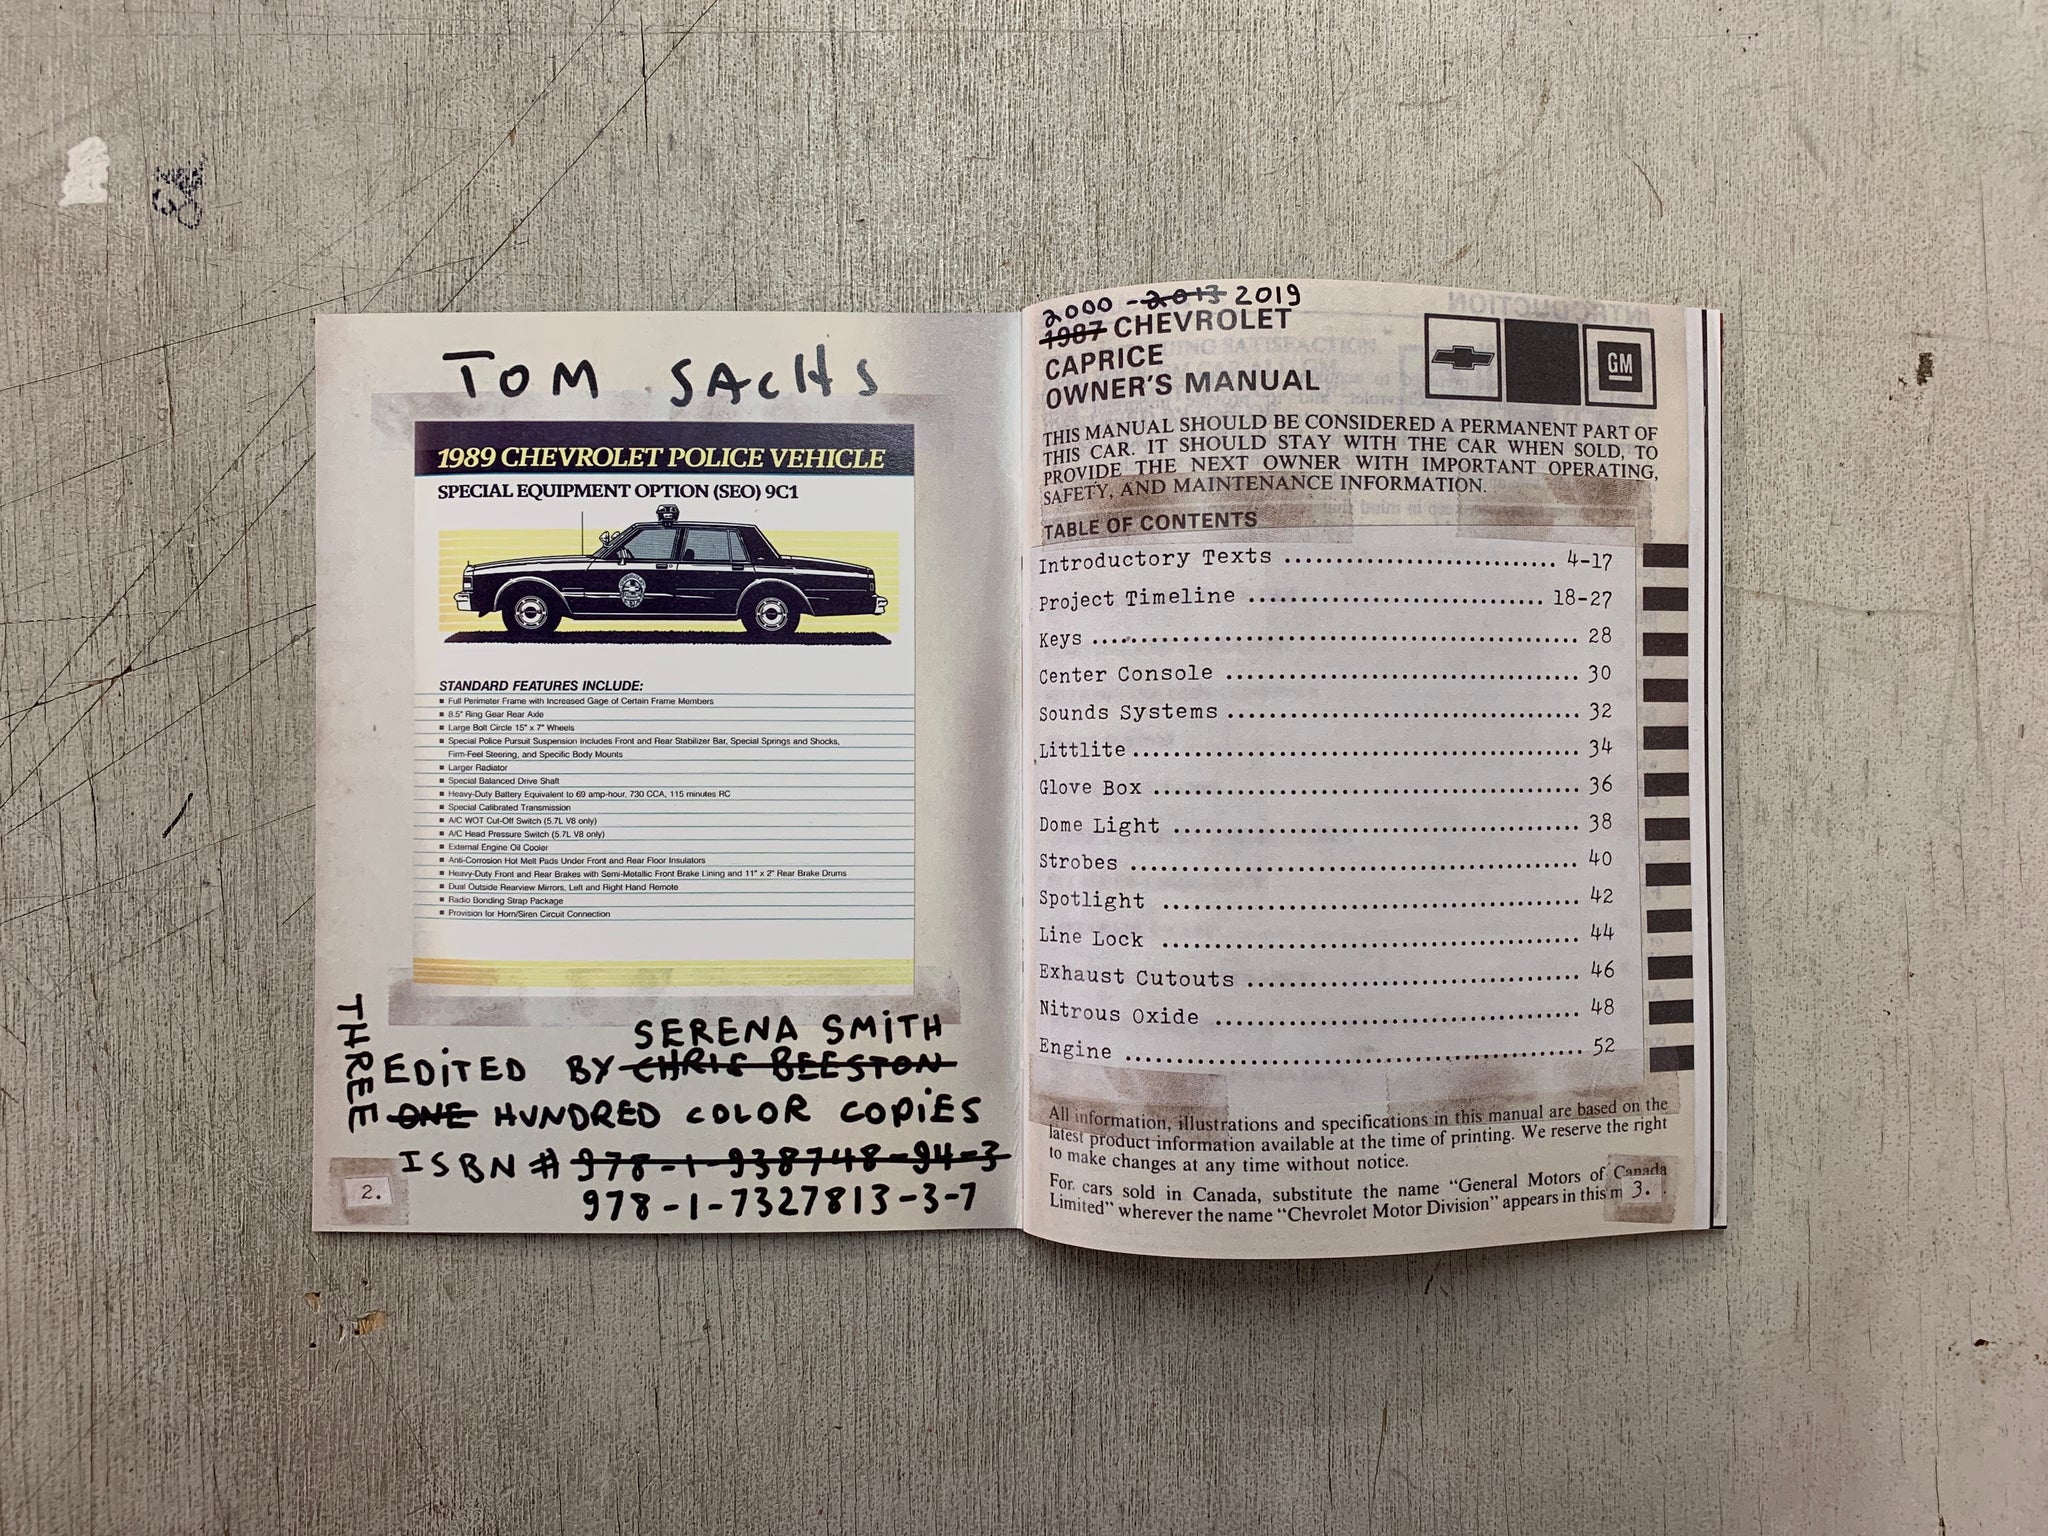 TOM SACHS
1989 CHEVROLET POLICE VEHICLE
SPECIAL EQUIPMENT OPTION (SEO) 9C1
STANDARD FEATURES INCLUDE:
■ Full Perimeter Frame with Increased Gage of Certain Frame Members
■ 8.5" Ring Gear Rear Axle
■ Large Bolt Circle 15" x 7" Wheels
■ Special Police Pursuit Suspension Includes Front and Rear Stabilizer Bar, Special Springs and Shocks,
Firm-Feel Steering, and Specific Body Mounts
■ Larger Radiator
■ Special Balanced Drive Shaft
■ Heavy-Duty Battery Equivalent to 69 amp-hour, 730 CCA, 115 minutes RC
■ Special Calibrated Transmission
■ A/C WOT Cut-Off Switch (5.7L V8 only)
■ A/C Head Pressure Switch (5.7L V8 only)
■ External Engine Oil Cooler
■ Anti-Corrosion Hot Melt Pads Under Front and Rear Floor Insulators
■ Heavy-Duty Front and Rear Brakes with Semi-Metallic Front Brake Lining and 11" x 2" Rear Brake Drums
■ Dual Outside Rearview Mirrors, Left and Right Hand Remote
■ Radio Bonding Strap Package
■ Provision for Horn/Siren Circuit Connection
SERENA SMITH
EDITED BY CHRIS BEESTON
THREE
ONE HUNDRED COLOR COPIES
ISBN # 978-1-938748-94-3
978-1-7327813-3-7
2.
2000 - 2013 2019
1987 CHEVROLET
CAPRICE
OWNER'S MANUAL
GM
THIS MANUAL SHOULD BE CONSIDERED A PERMANENT PART OF
THIS CAR. IT SHOULD STAY WITH THE CAR WHEN SOLD, TO
PROVIDE THE NEXT OWNER WITH IMPORTANT OPERATING,
SAFETY, AND MAINTENANCE INFORMATION.
TABLE OF CONTENTS
Introductory Texts ........................... 4-17
Project Timeline ............................. 18-27
Keys ............................................. 28
Center Console ................................... 30
Sounds Systems ................................... 32
Littlite ......................................... 34
Glove Box ........................................ 36
Dome Light ....................................... 38
Strobes .......................................... 40
Spotlight ........................................ 42
Line Lock ........................................ 44
Exhaust Cutouts .................................. 46
Nitrous Oxide .................................... 48
Engine ........................................... 52
All information, illustrations and specifications in this manual are based on the
latest product information available at the time of printing. We reserve the right
to make changes at any time without notice.
For cars sold in Canada, substitute the name "General Motors of Canada
Limited" wherever the name "Chevrolet Motor Division" appears in this m
3.